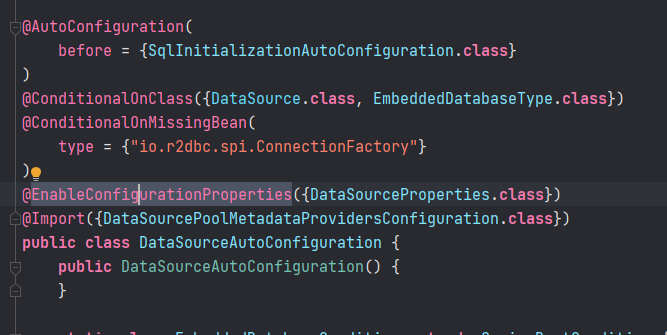 @AutoConfiguration(
before = {SqlInitializationAutoConfiguration.class}
)
@ConditionalOnClass({DataSource.class, EmbeddedDatabaseType.class})
@ConditionalOnMissingBean(
type = {"io.r2dbc.spi.ConnectionFactory"}
)
@EnableConfigurationProperties({DataSourceProperties.class})
@Import({DataSourcePoolMetadataProvidersConfiguration.class})
public class DataSourceAutoConfiguration {
public DataSourceAutoConfiguration() {
}